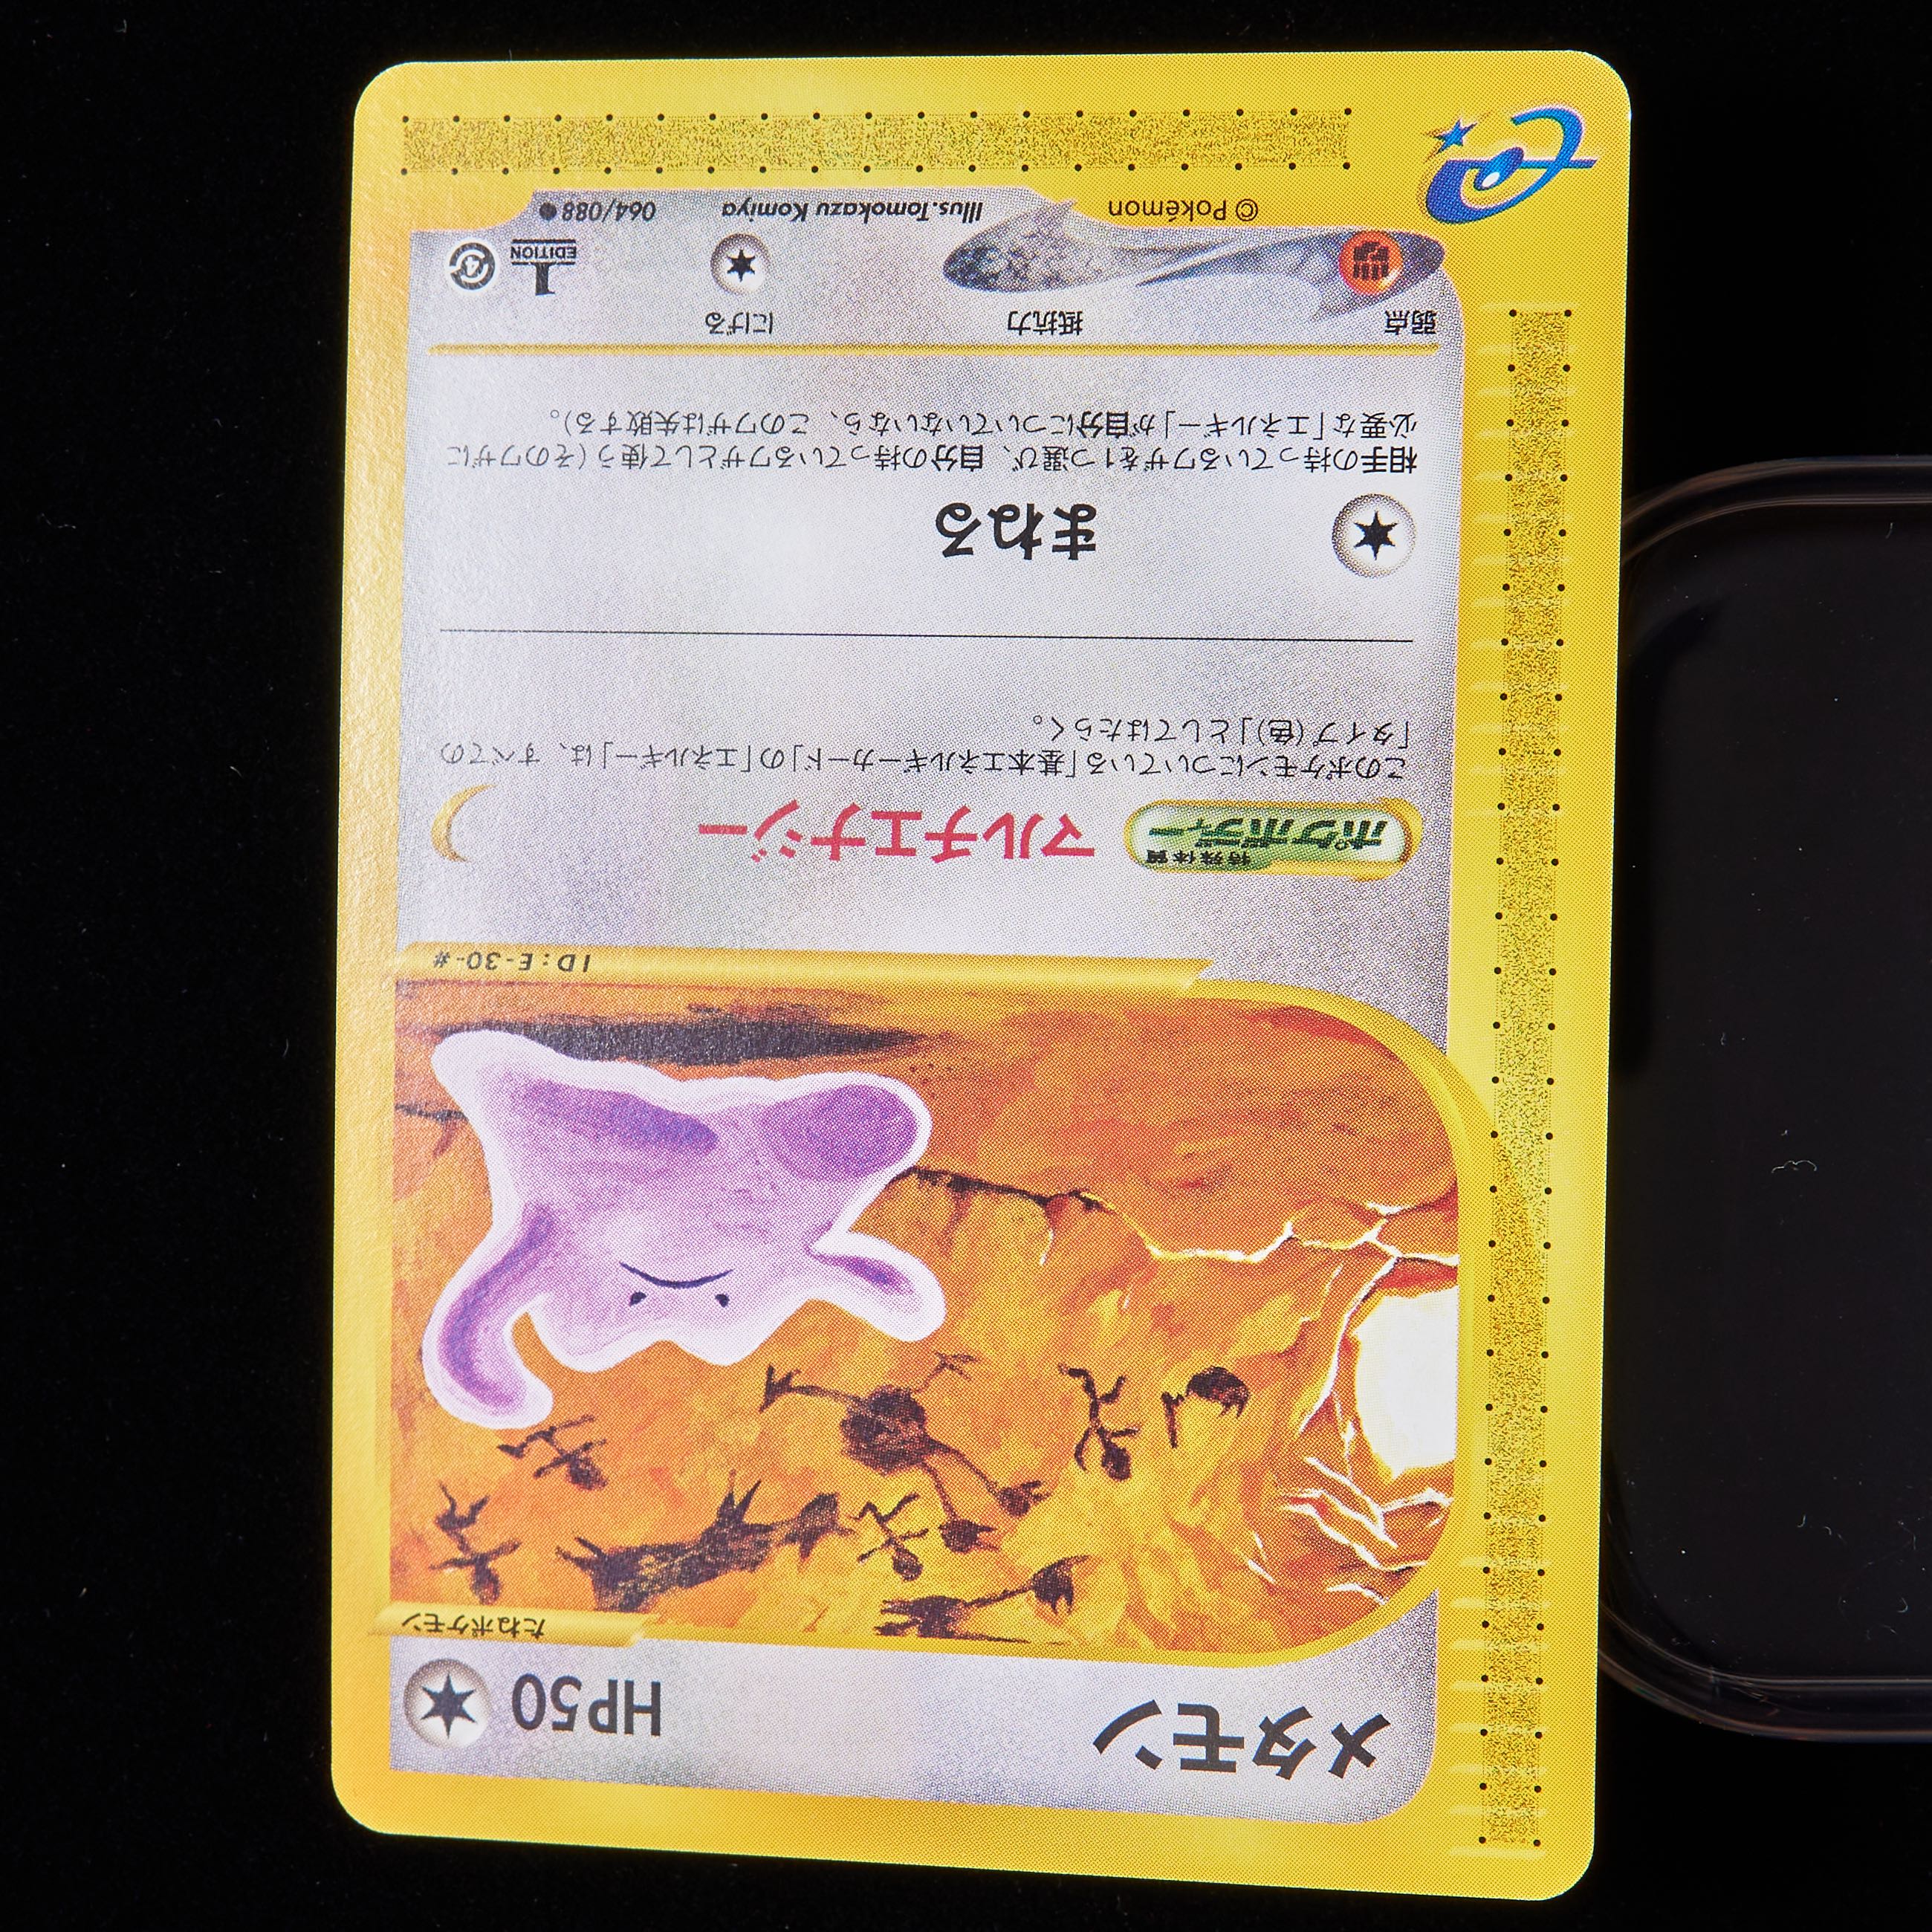 メタモン
HP50
たねポケモン
ID:E-30-#
特殊体質
ポケボディー
マルチエナジー
このポケモンについている「基本エネルギーカード」の「エネルギー」は、すべての
「タイプ(色)」としてはたらく。
まねる
相手の持っているワザを1つ選び、自分の持っているワザとして使う(そのワザに
必要な「エネルギー」が自分についていないなら、このワザは失敗する)。
弱点
抵抗力
にげる
1
EDITION
4
© Pokémon
Illus.Tomokazu Komiya
064/088 ●
e